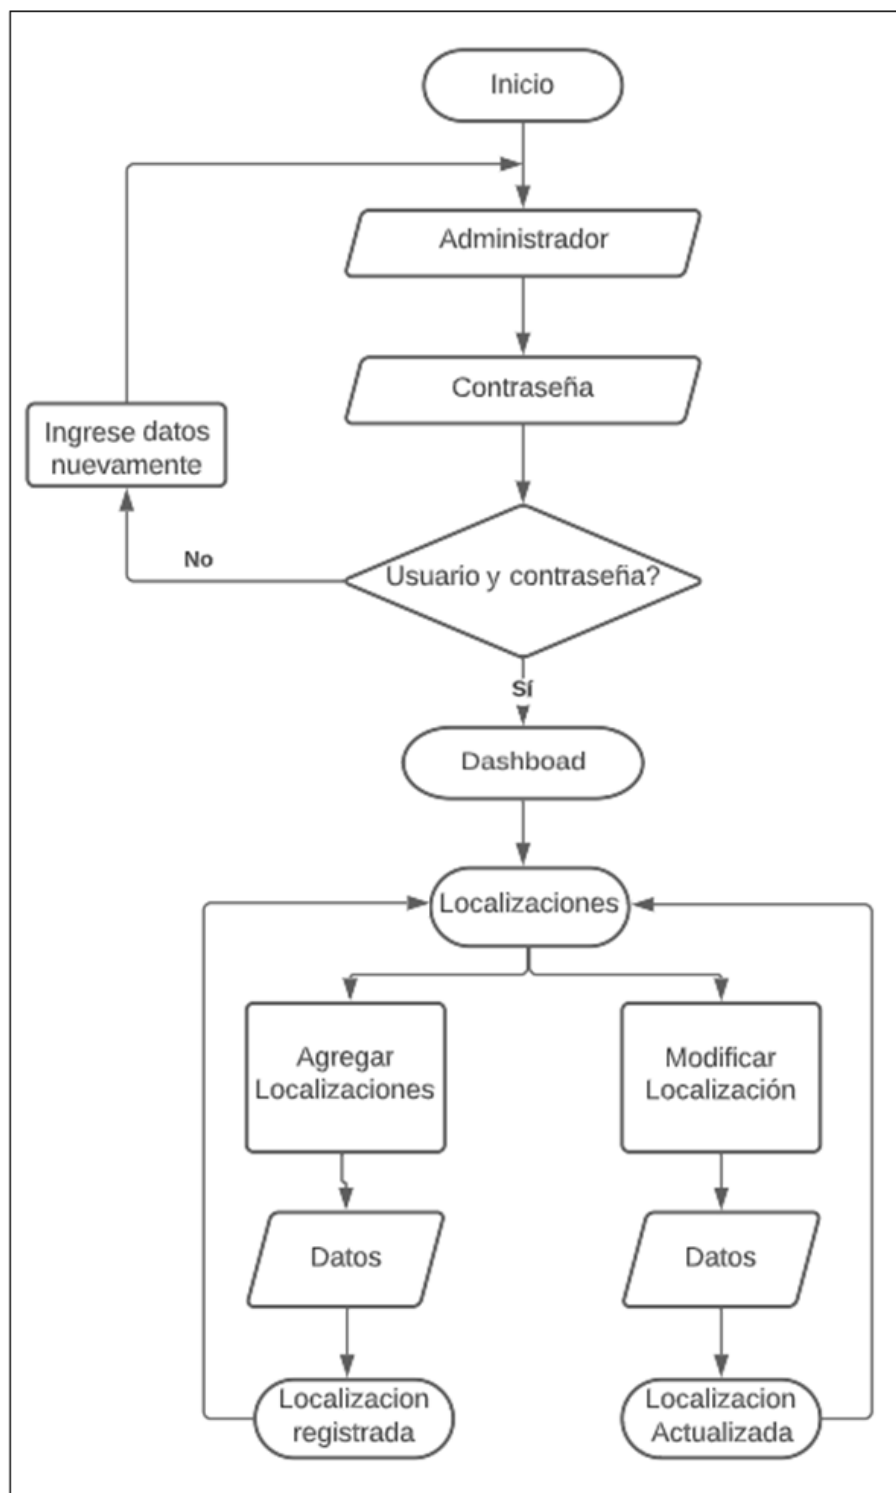 Inicio
Administrador
Contraseña
Ingrese datos
nuevamente
No
Usuario y contraseña?
Sí
Dashboad
Localizaciones
Agregar
Localizaciones
Modificar
Localización
Datos
Datos
Localizacion
registrada
Localizacion
Actualizada